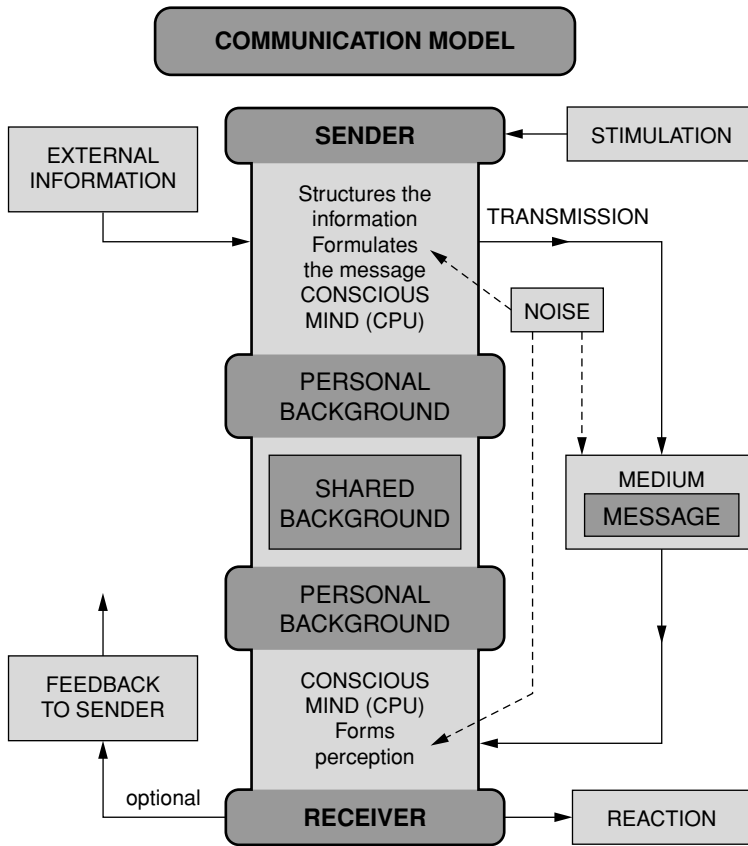 COMMUNICATION MODEL
SENDER
STIMULATION
EXTERNAL
INFORMATION
Structures the
information
Formulates
the message
CONSCIOUS
MIND (CPU)
TRANSMISSION
NOISE
PERSONAL
BACKGROUND
SHARED
BACKGROUND
MEDIUM
MESSAGE
PERSONAL
BACKGROUND
FEEDBACK
TO SENDER
CONSCIOUS
MIND (CPU)
Forms
perception
optional
RECEIVER
REACTION